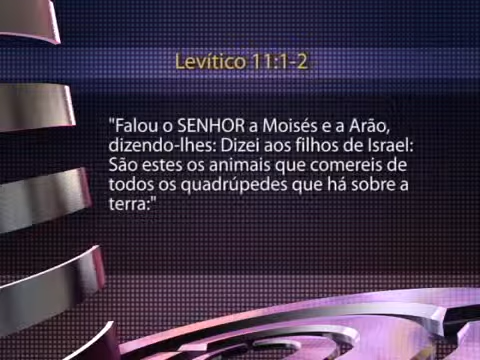 Levítico 11:1-2
"Falou o SENHOR a Moisés e a Arão,
dizendo-lhes: Dizei aos filhos de Israel:
São estes os animais que comereis de
todos os quadrúpedes que há sobre a
terra:"